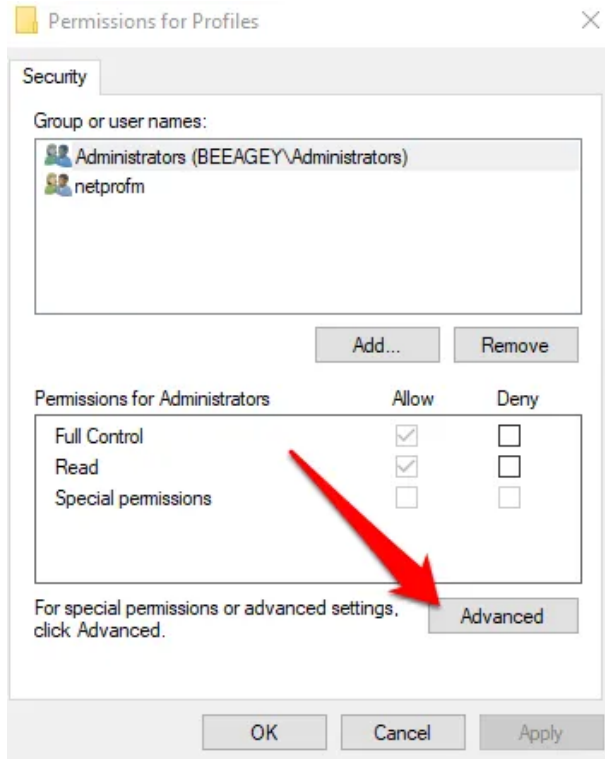 Permissions for Profiles
Security
Group or user names:
Administrators (BEEAGEY\Administrators)
netprofm
Add...
Remove
Permissions for Administrators
Allow
Deny
Full Control
Read
Special permissions
For special permissions or advanced settings,
click Advanced.
Advanced
OK
Cancel
Apply